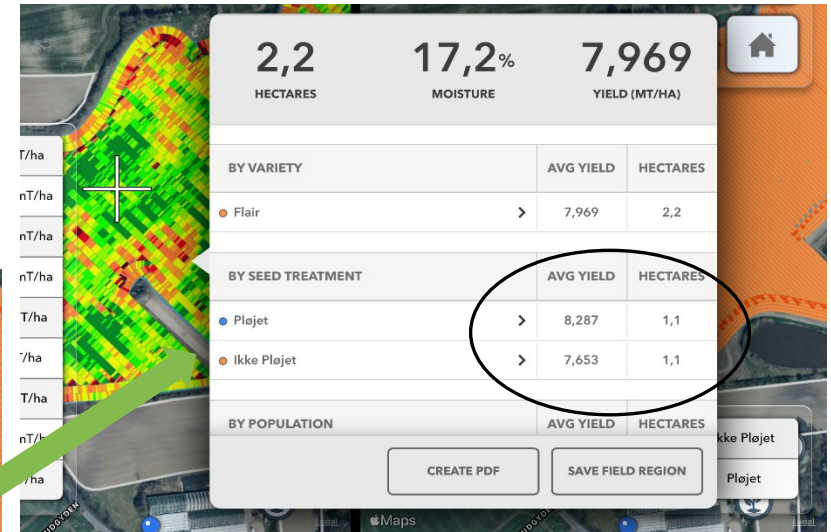 2,2 17,2% 7,969
HECTARES MOISTURE YIELD (MT/HA)
BY VARIETY AVG YIELD HECTARES
Flair 7,969 2,2
BY SEED TREATMENT AVG YIELD HECTARES
Pløjet 8,287 1,1
Ikke Pløjet 7,653 1,1
BY POPULATION AVG YIELD HECTARES
CREATE PDF SAVE FIELD REGION
T/ha
nT/ha
nT/ha
nT/ha
T/ha
/ha
T/ha
nT/h
/ha
kke Pløjet
Pløjet
Maps
Legal